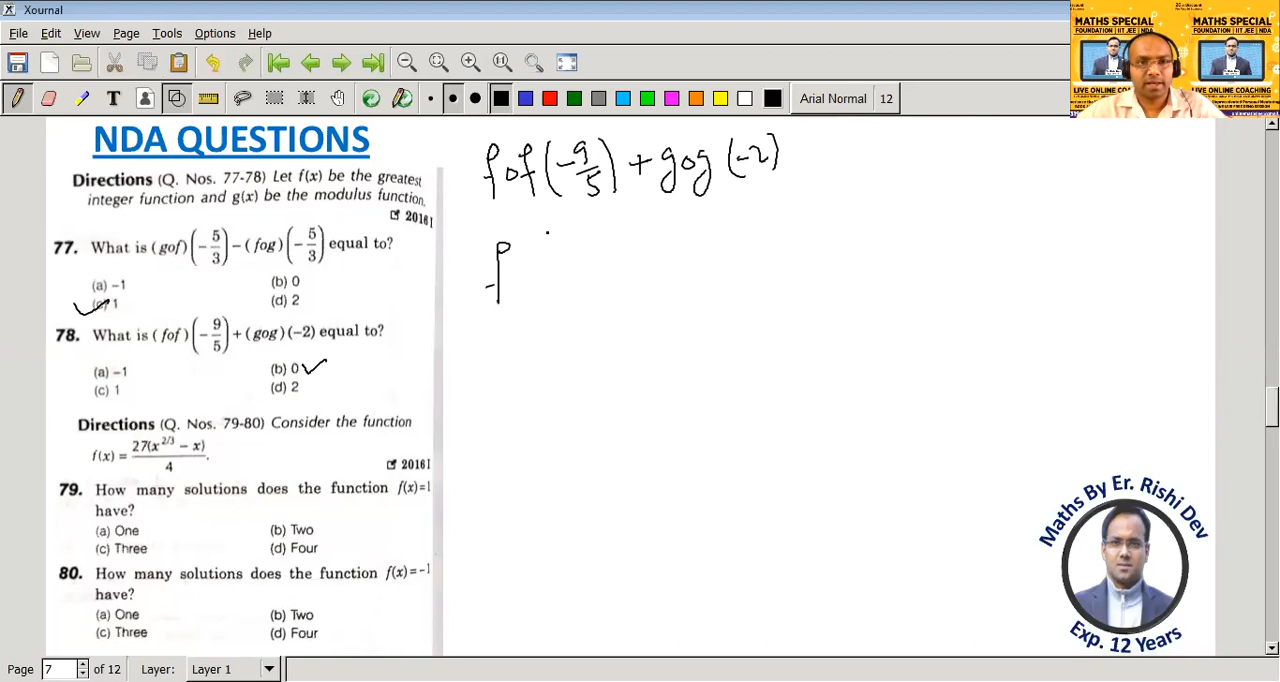 Xournal
File Edit View Page Tools Options Help
T
Arial Normal 12
MATHS SPECIAL
FOUNDATION | IIT JEE | NDA
LIVE ONLINE COACHING
MATHS SPECIAL
FOUNDATION | IIT JEE | NDA
LIVE ONLINE COACHING
NDA QUESTIONS
Directions (Q. Nos. 77-78) Let f(x) be the greatest
integer function and g(x) be the modulus function.
2016 I
77. What is (gof)(-5/3) - (fog)(-5/3) equal to?
(a) -1 (b) 0
(c) 1 (d) 2
78. What is (fof)(-9/5) + (gog)(-2) equal to?
(a) -1 (b) 0
(c) 1 (d) 2
Directions (Q. Nos. 79-80) Consider the function
f(x) = 27(x^2/3 - x)/4.
2016 I
79. How many solutions does the function f(x)=1
have?
(a) One (b) Two
(c) Three (d) Four
80. How many solutions does the function f(x)=-1
have?
(a) One (b) Two
(c) Three (d) Four
fof(-9/5) + gog(-2)
f
Maths By Er. Rishi Dev
Exp. 12 Years
Page 7 of 12 Layer: Layer 1